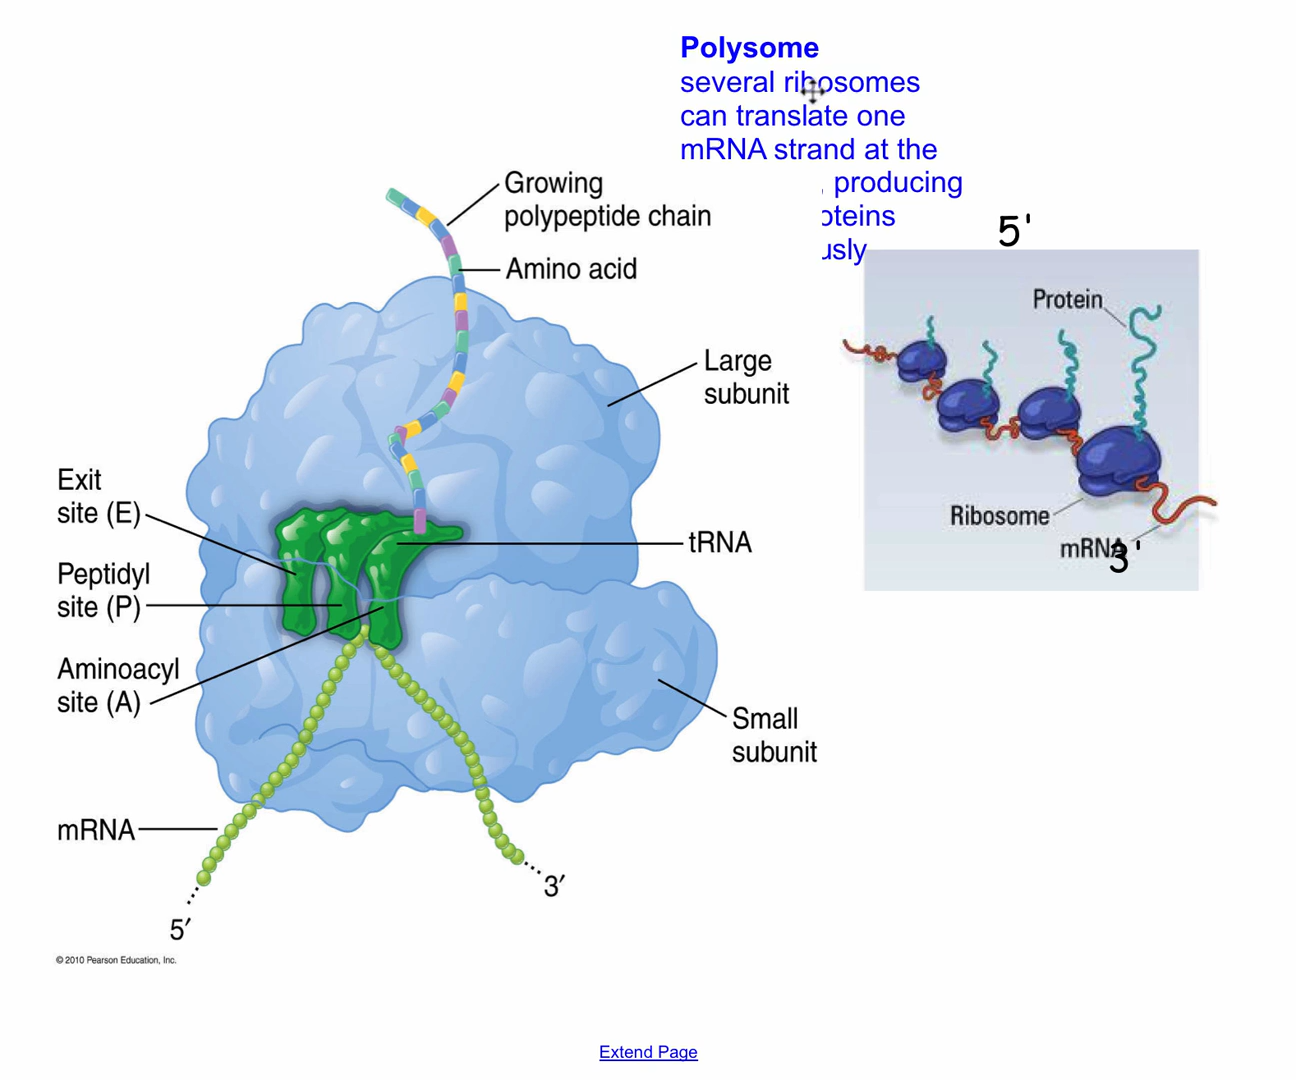 Polysome
several ribosomes
can translate one
mRNA strand at the
, producing
oteins
usly
5'
Growing
polypeptide chain
Amino acid
Protein
Large
subunit
Exit
site (E)
Ribosome
mRNA
3'
tRNA
Peptidyl
site (P)
Aminoacyl
site (A)
Small
subunit
mRNA
3′
5′
© 2010 Pearson Education, Inc.
Extend Page